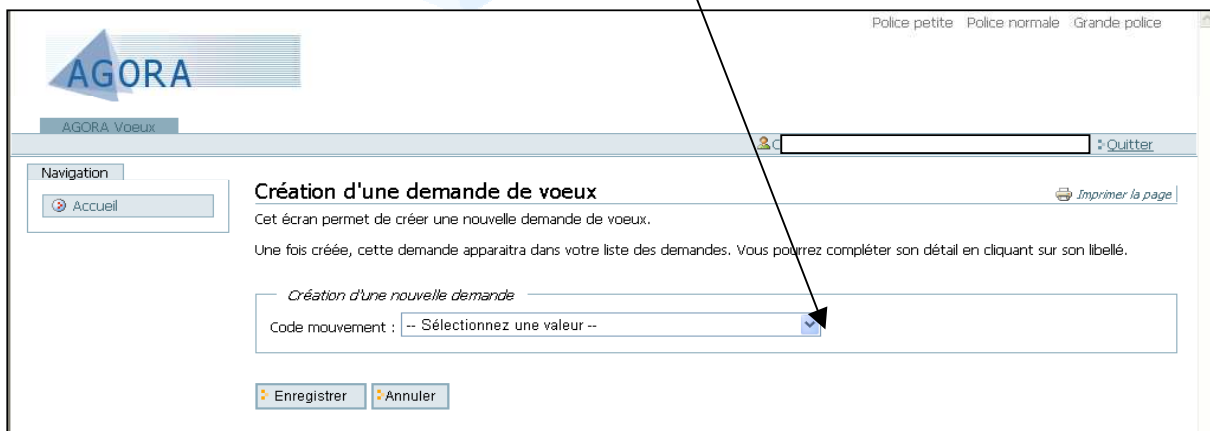 Police petite Police normale Grande police
AGORA
AGORA Voeux
Quitter
Navigation
Accueil
Création d'une demande de voeux
Imprimer la page
Cet écran permet de créer une nouvelle demande de voeux.
Une fois créée, cette demande apparaitra dans votre liste des demandes. Vous pourrez compléter son détail en cliquant sur son libellé.
Création d'une nouvelle demande
Code mouvement : -- Sélectionnez une valeur --
Enregistrer Annuler